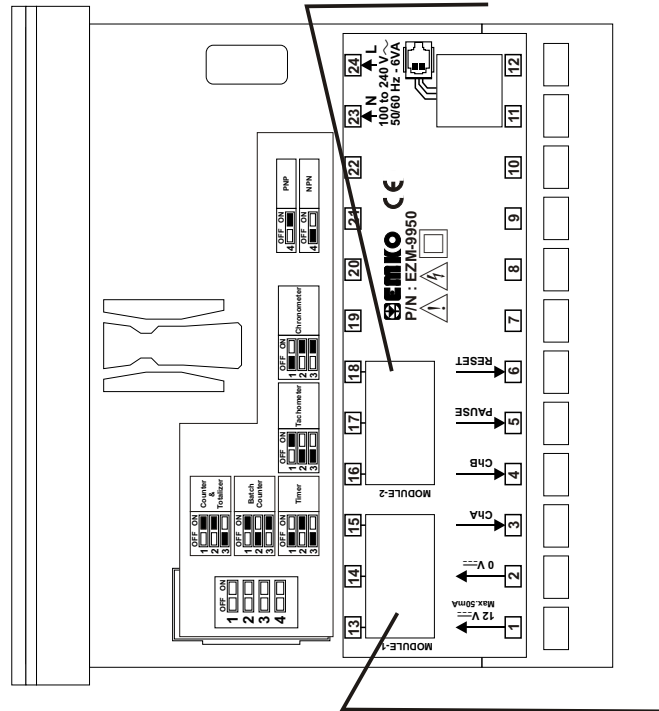 OFF ON
1
2
3
4
Counter
&
Totalizer
OFF ON
1
2
3
Batch
Counter
OFF ON
1
2
3
Timer
OFF ON
1
2
3
Tachometer
OFF ON
1
2
3
Chronometer
OFF ON
1
2
3
PNP
OFF ON
4
NPN
OFF ON
4
13
14
15
16
17
18
19
20
21
22
23
24
N
L
100 to 240 V
50/60 Hz - 6VA
EMKO
CE
P/N : EZM-9950
MODULE-1
MODULE-2
12 V
Max.50mA
0 V
ChA
ChB
PAUSE
RESET
1
2
3
4
5
6
7
8
9
10
11
12